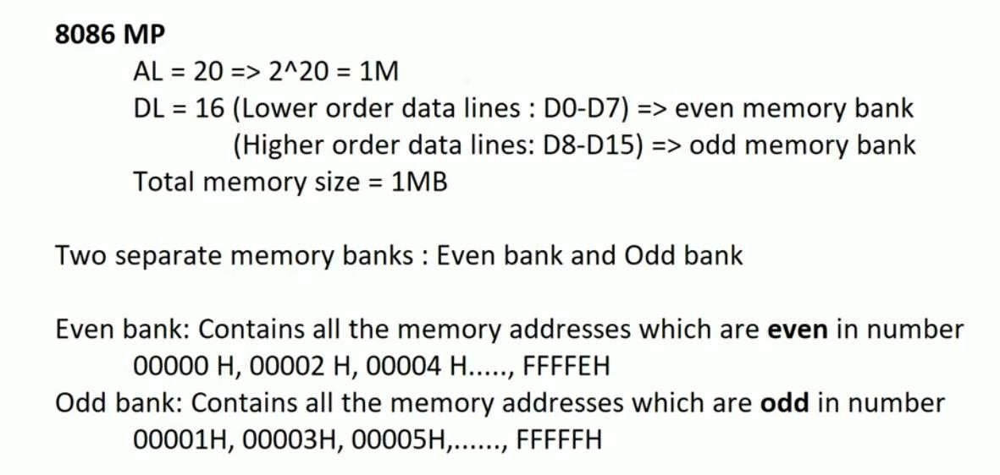 8086 MP
AL = 20 => 2^20 = 1M
DL = 16 (Lower order data lines : D0-D7) => even memory bank
(Higher order data lines: D8-D15) => odd memory bank
Total memory size = 1MB
Two separate memory banks : Even bank and Odd bank
Even bank: Contains all the memory addresses which are even in number
00000 H, 00002 H, 00004 H....., FFFFEH
Odd bank: Contains all the memory addresses which are odd in number
00001H, 00003H, 00005H,......, FFFFFH